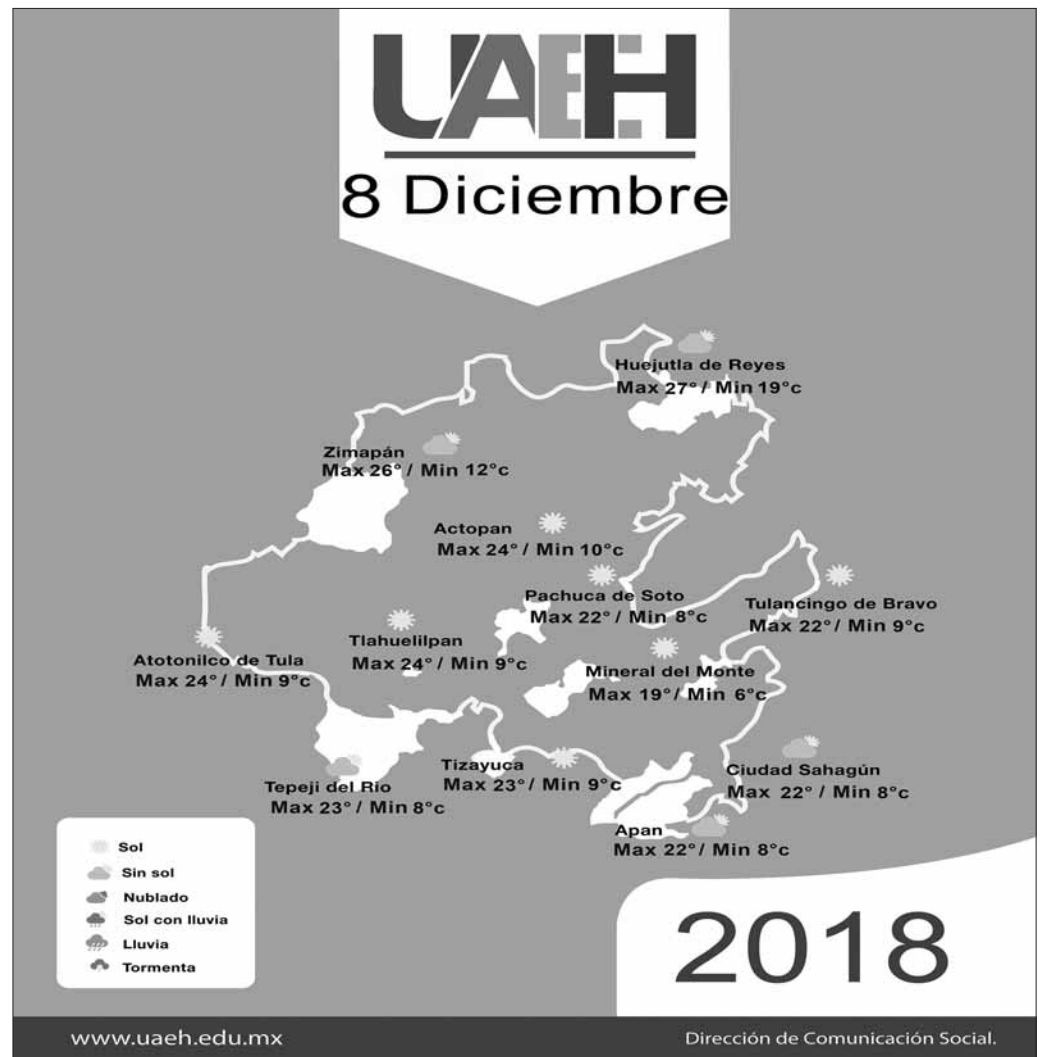 UAEH
8 Diciembre
Huejutla de Reyes
Max 27° / Min 19°c
Zimapán
Max 26° / Min 12°c
Actopan
Max 24° / Min 10°c
Pachuca de Soto
Max 22° / Min 8°c
Tulancingo de Bravo
Max 22° / Min 9°c
Tlahuelilpan
Max 24° / Min 9°c
Atotonilco de Tula
Max 24° / Min 9°c
Mineral del Monte
Max 19° / Min 6°c
Tizayuca
Max 23° / Min 9°c
Ciudad Sahagún
Max 22° / Min 8°c
Tepeji del Río
Max 23° / Min 8°c
Apan
Max 22° / Min 8°c
Sol
Sin sol
Nublado
Sol con lluvia
Lluvia
Tormenta
2018
www.uaeh.edu.mx
Dirección de Comunicación Social.